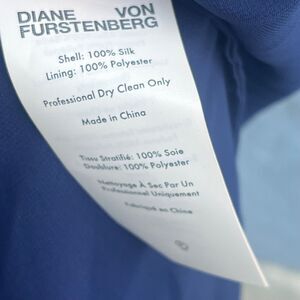 DIANE VON
FURSTENBERG
Shell: 100% Silk
Lining: 100% Polyester
Professional Dry Clean Only
Made in China
Tissu Stratifié: 100% Soie
Doublure: 100% Polyester
Nettoyage À Sec Par Un
Professional Uniquement
Fabriqué en Chine